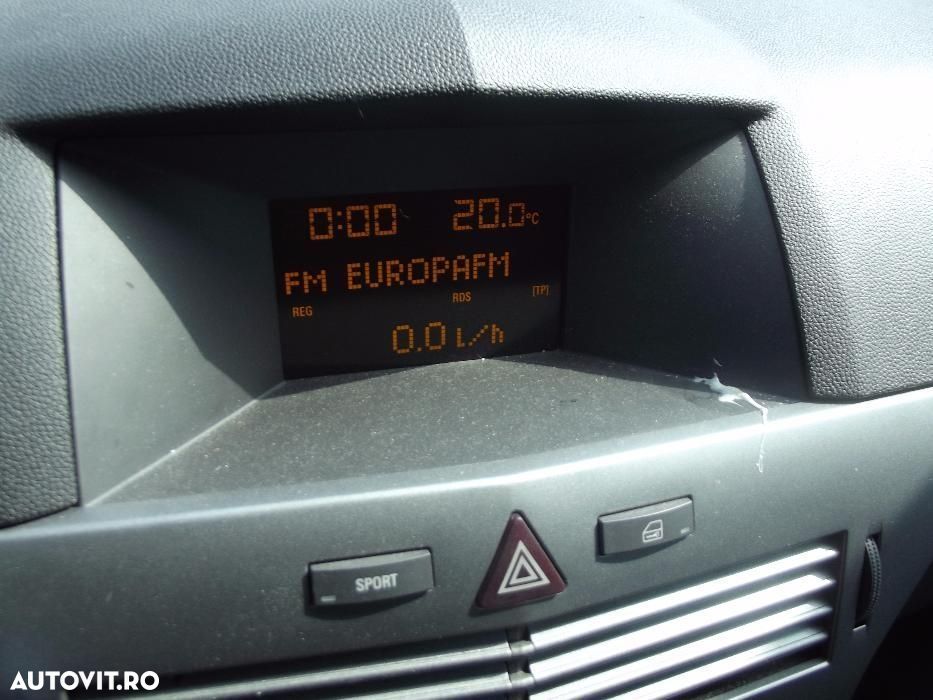 0:00 20.0°C
FM EUROPAFM
REG RDS [TP]
0.0 l/h
SPORT
AUTOVIT.RO